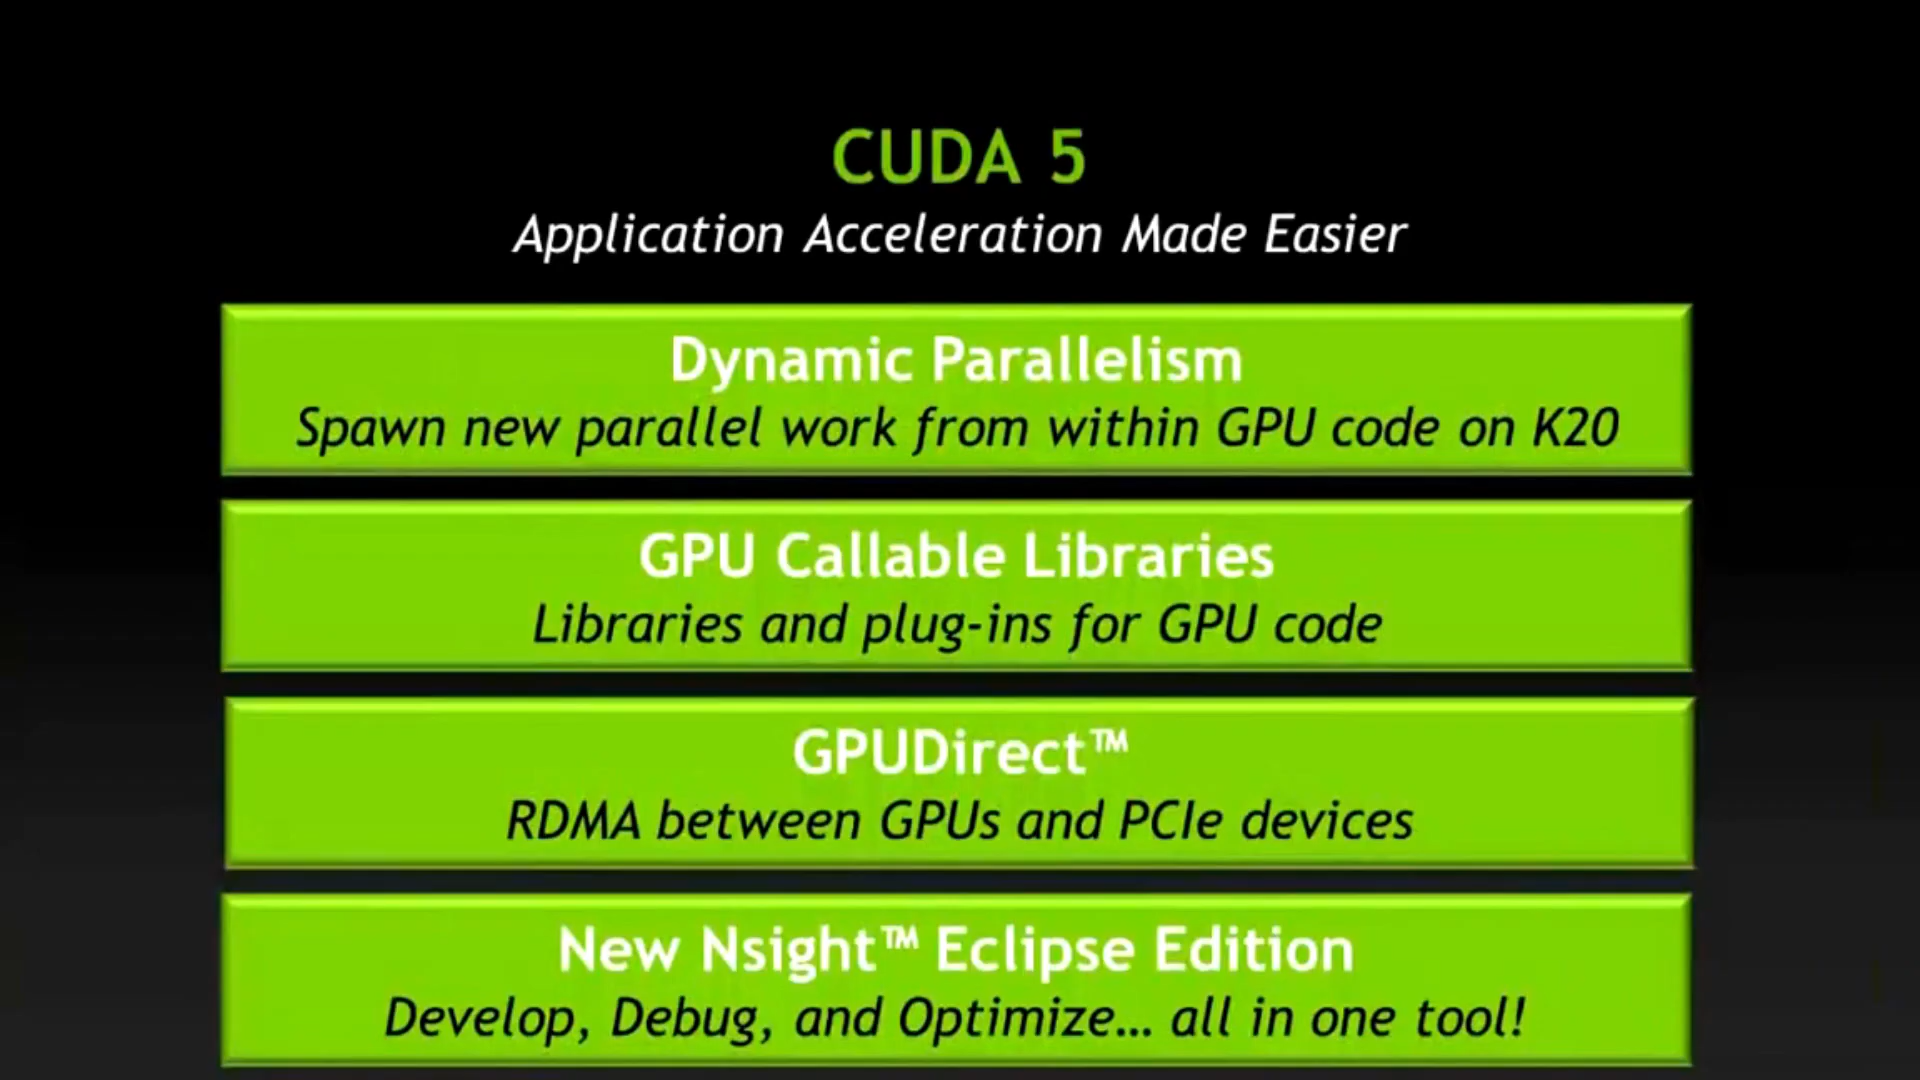 CUDA 5
Application Acceleration Made Easier
Dynamic Parallelism
Spawn new parallel work from within GPU code on K20
GPU Callable Libraries
Libraries and plug-ins for GPU code
GPUDirect™
RDMA between GPUs and PCIe devices
New Nsight™ Eclipse Edition
Develop, Debug, and Optimize... all in one tool!